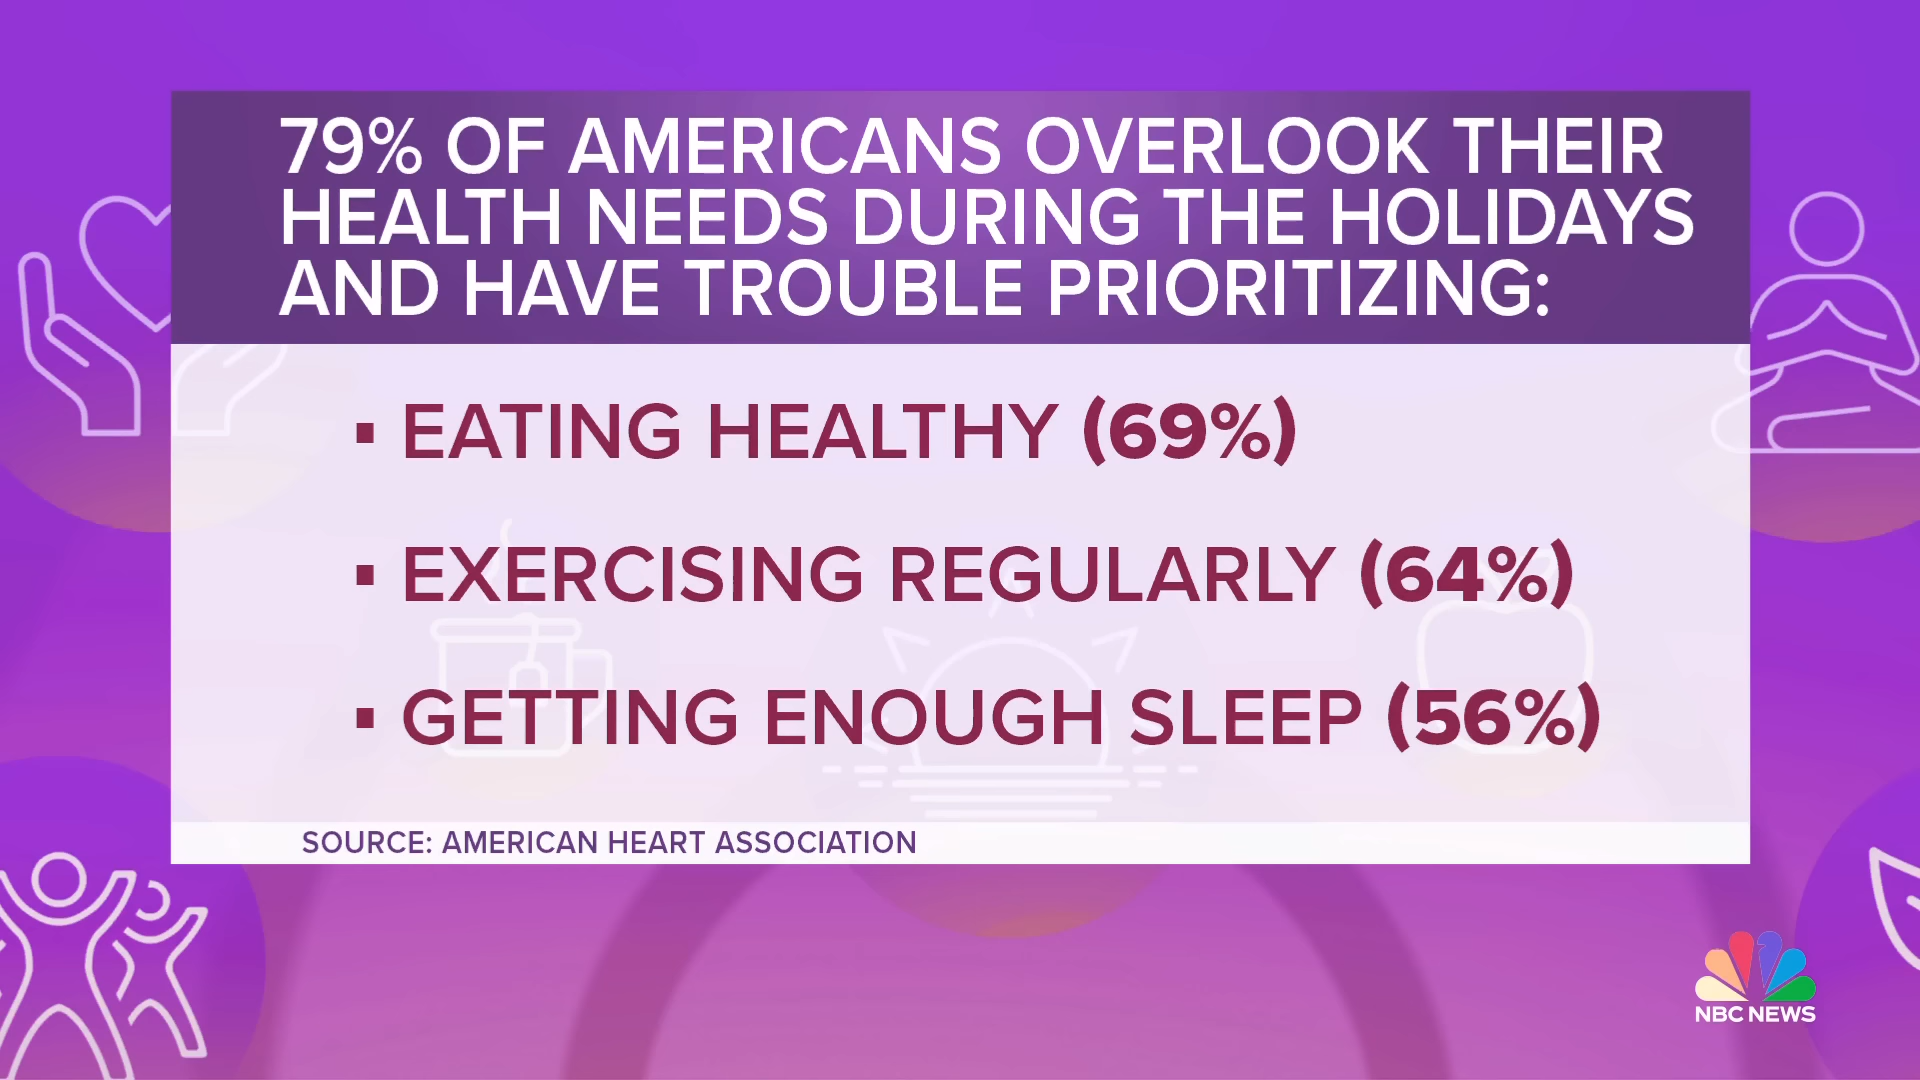 79% OF AMERICANS OVERLOOK THEIR
HEALTH NEEDS DURING THE HOLIDAYS
AND HAVE TROUBLE PRIORITIZING:
▪ EATING HEALTHY (69%)
▪ EXERCISING REGULARLY (64%)
▪ GETTING ENOUGH SLEEP (56%)
SOURCE: AMERICAN HEART ASSOCIATION
NBC NEWS